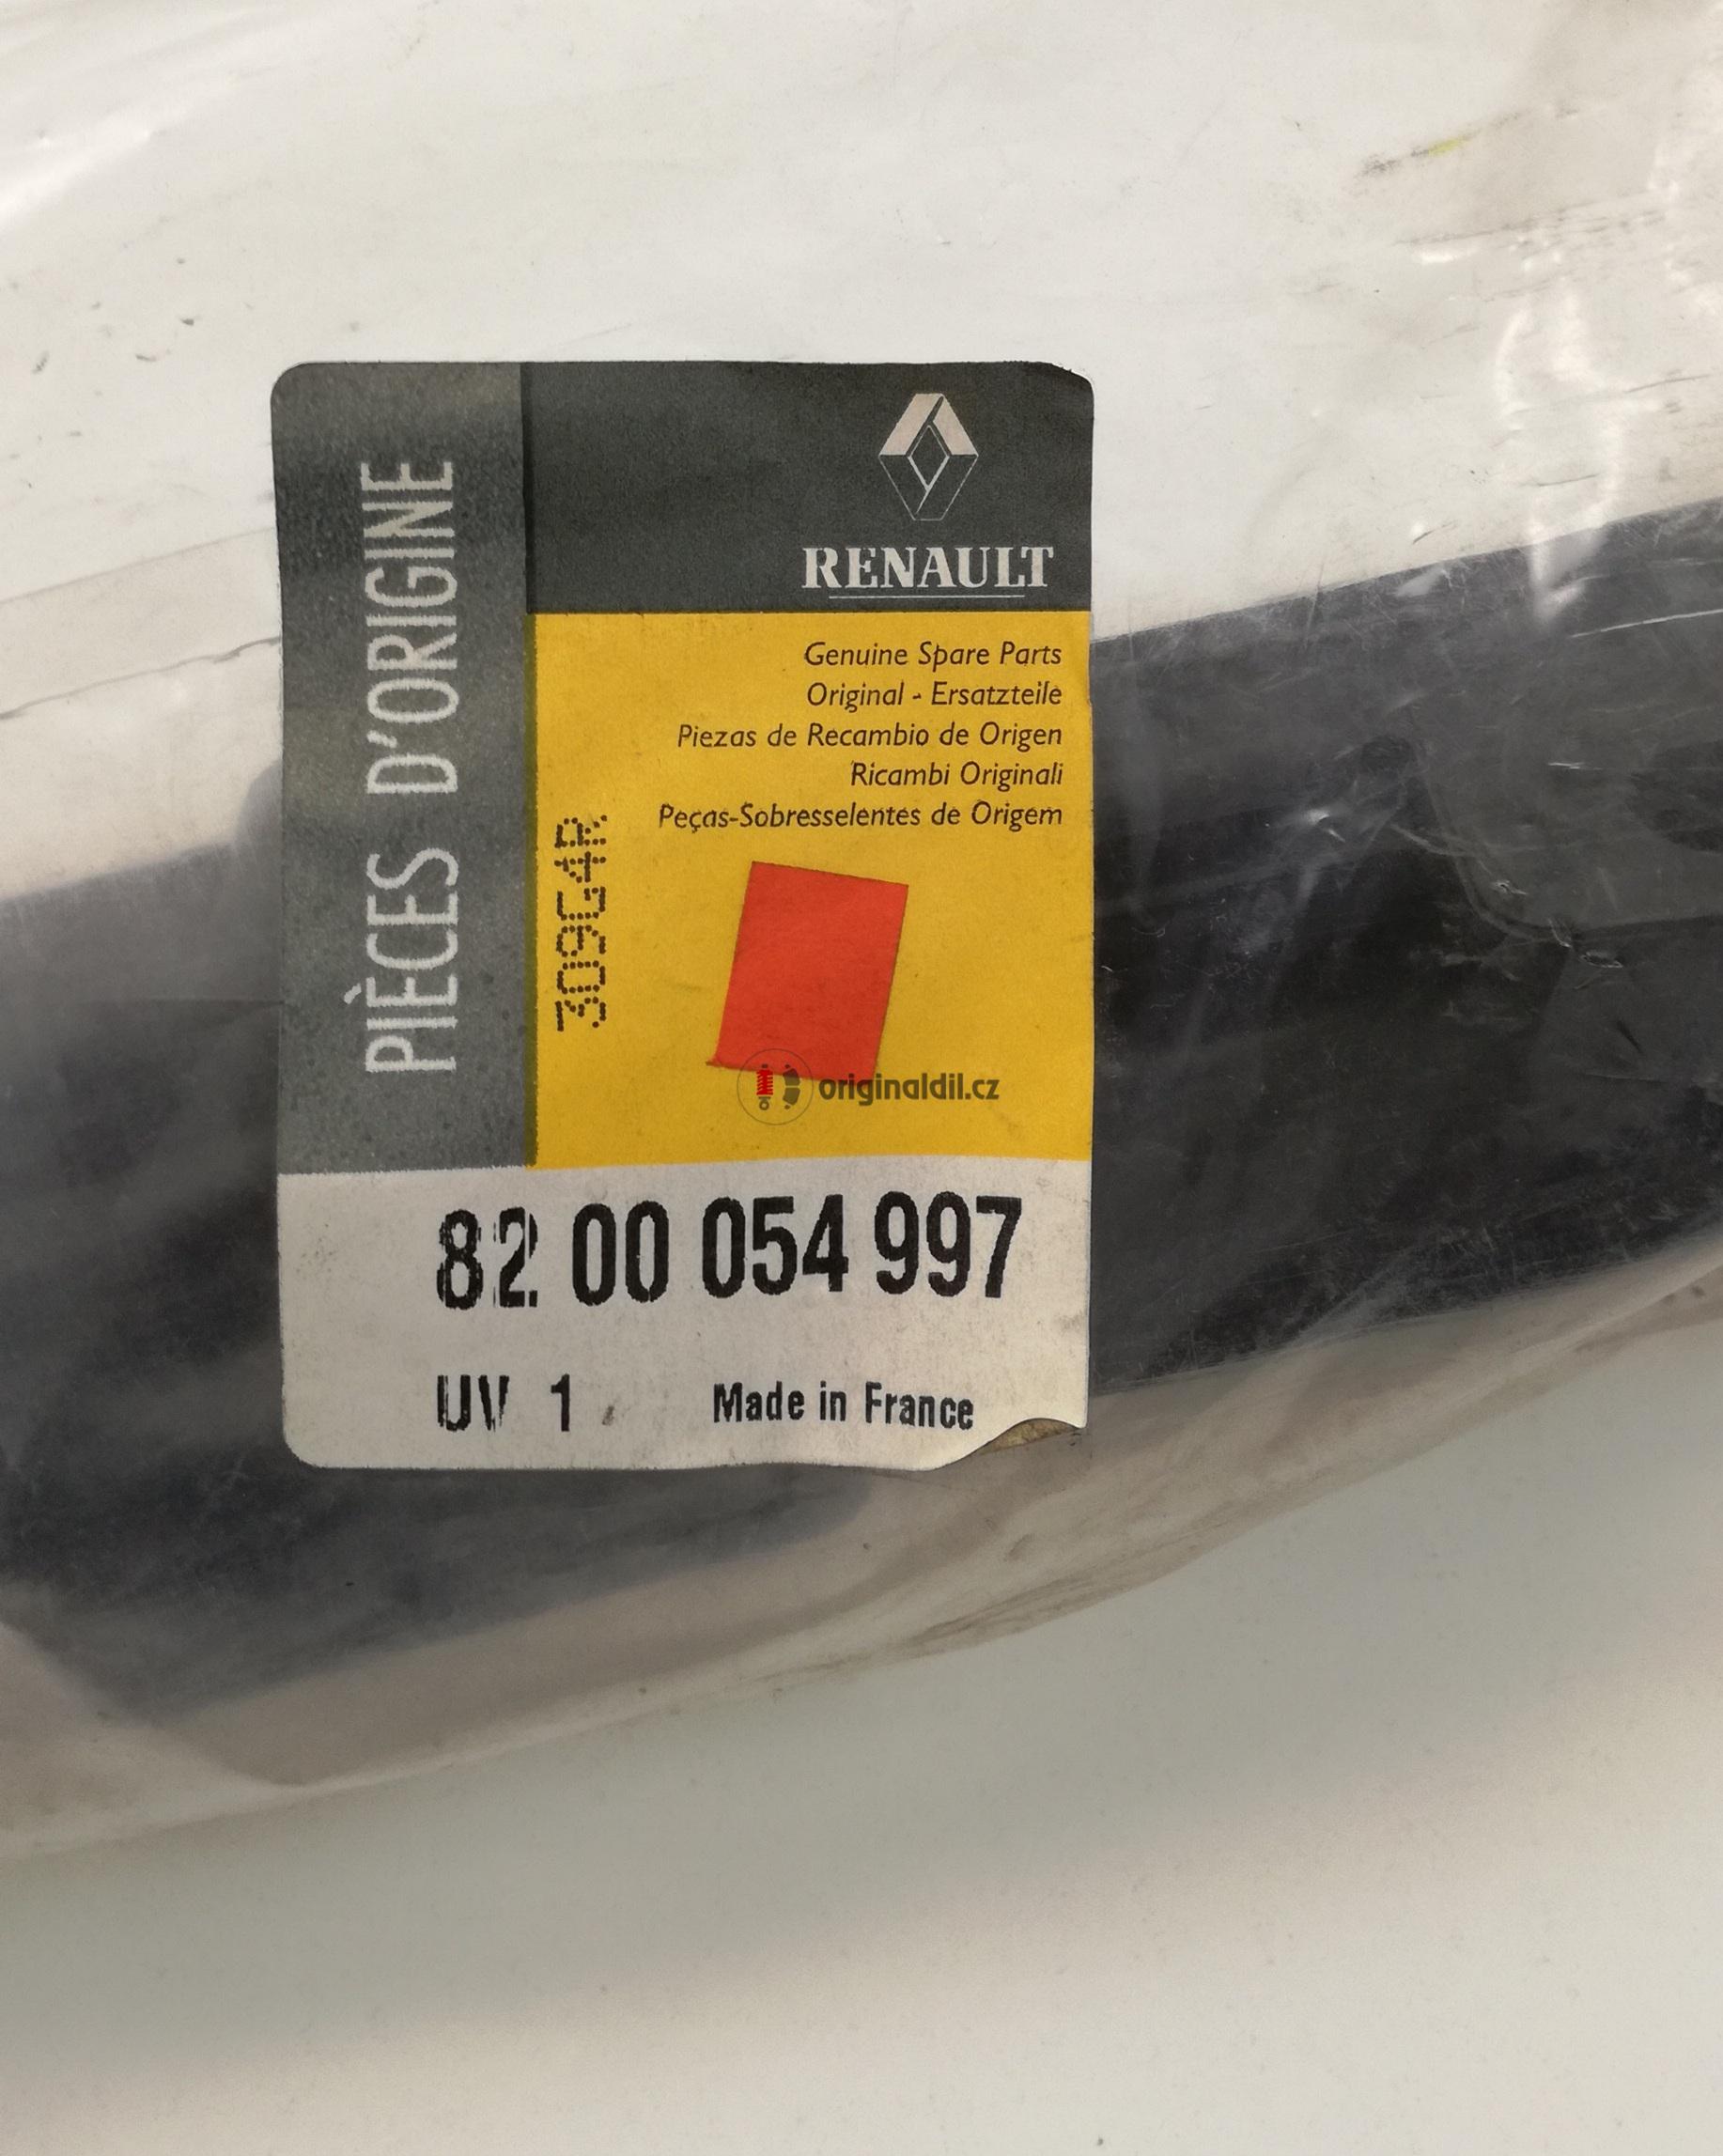 PIÈCES D'ORIGINE
RENAULT
Genuine Spare Parts
Original - Ersatzteile
Piezas de Recambio de Origen
Ricambi Originali
Peças-Sobresselentes de Origem
originaldil.cz
82 00 054 997
UV 1
Made in France